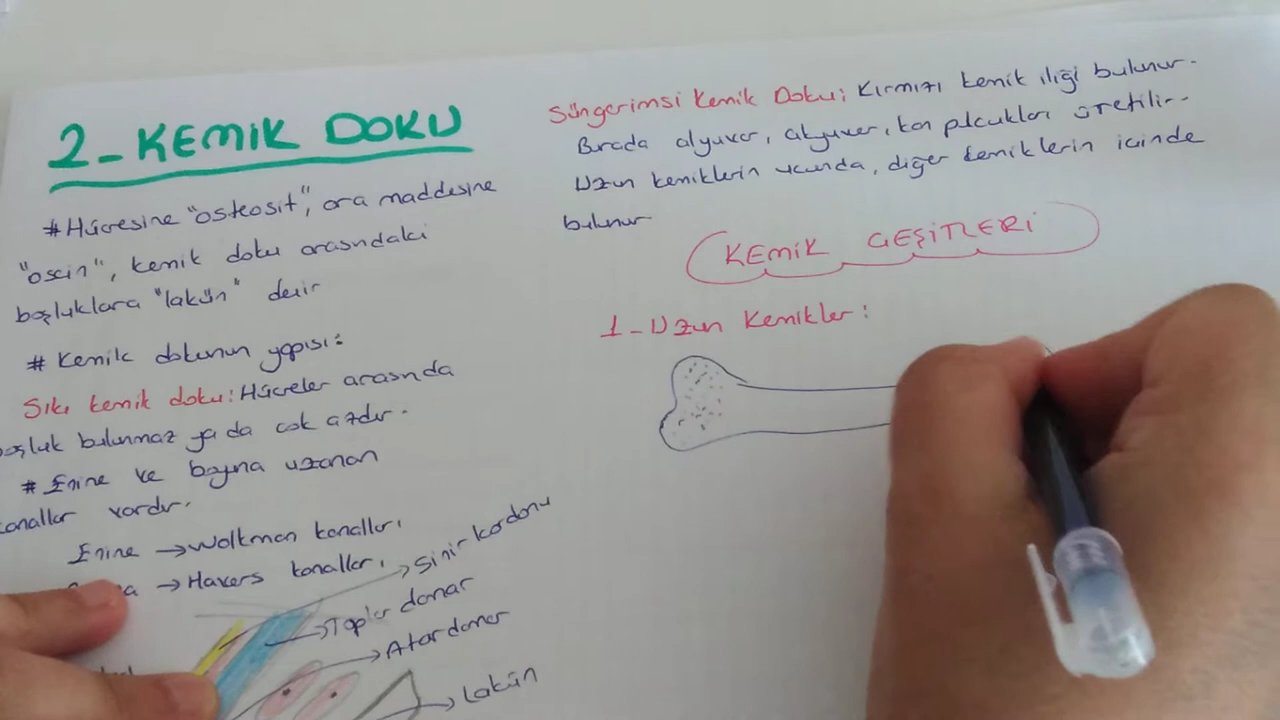 2_ KEMİK DOKU
# Hücresine "osteosit", ara maddesine
"osein", kemik doku arasındaki
boşluklara "lakün" denir
# Kemik dokunun yapısı:
Sıkı kemik doku: Hücreler arasında
boşluk bulunmaz ya da çok azdır.
# Enine ve boyuna uzanan
kanallar vardır.
Enine → Wolkman kanalları
→ Havers kanalları
→ Sinir kordonu
→ Toplar damar
→ Atardamar
→ Lakün
Süngerimsi Kemik Doku: Kırmızı kemik iliği bulunur.
Burada alyuvar, akyuvar, kan pulcukları üretilir.
Uzun kemiklerin ucunda, diğer kemiklerin içinde
bulunur
KEMİK ÇEŞİTLERİ
1_ Uzun Kemikler: